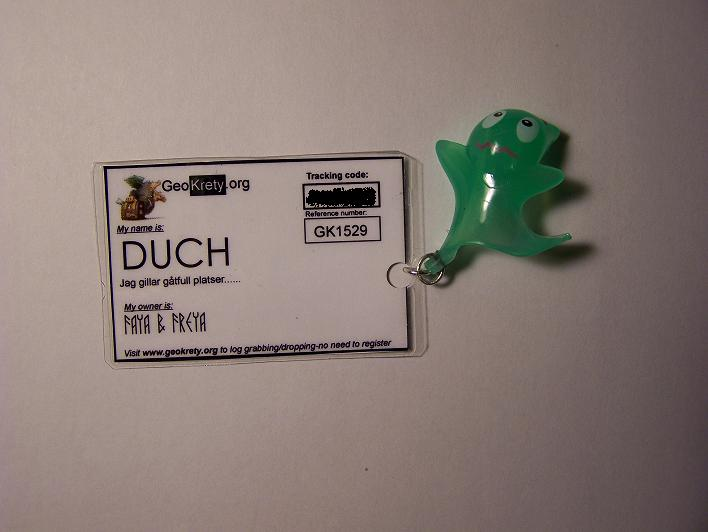 GeoKrety.org
Tracking code:
Reference number:
GK1529
My name is:
DUCH
Jag gillar gåtfull platser......
My owner is:
FAYA & FREYA
Visit www.geokrety.org to log grabbing/dropping-no need to register